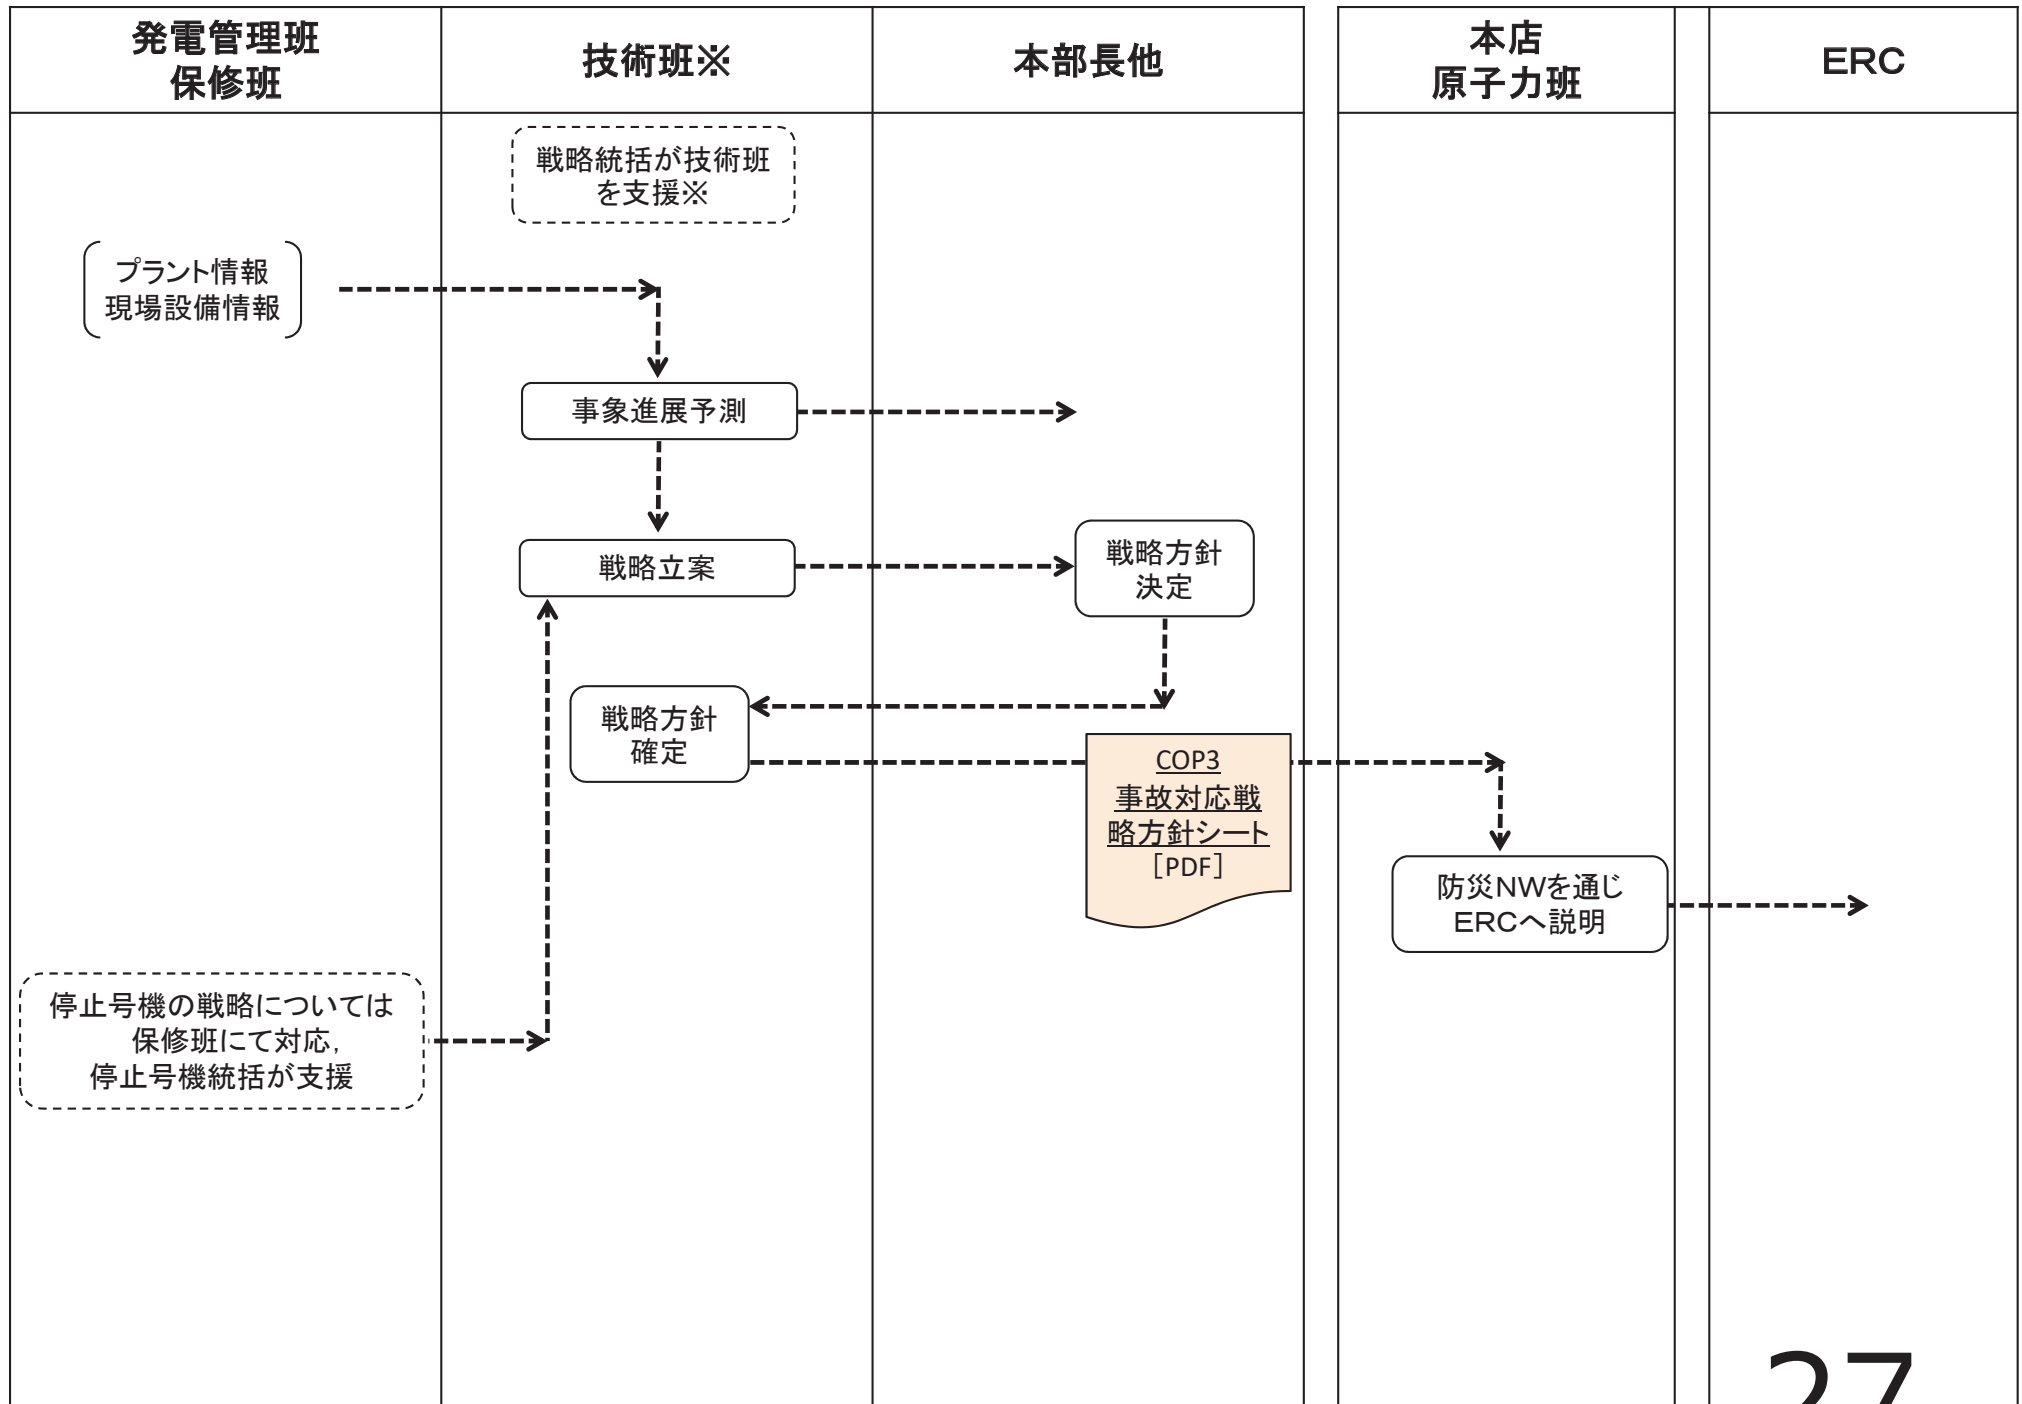 発電管理班
保修班
技術班※
本部長他
本店
原子力班
ERC
戦略統括が技術班
を支援※
プラント情報
現場設備情報
事象進展予測
戦略立案
戦略方針
決定
戦略方針
確定
COP3
事故対応戦
略方針シート
［PDF］
防災NWを通じ
ERCへ説明
停止号機の戦略については
保修班にて対応，
停止号機統括が支援
27